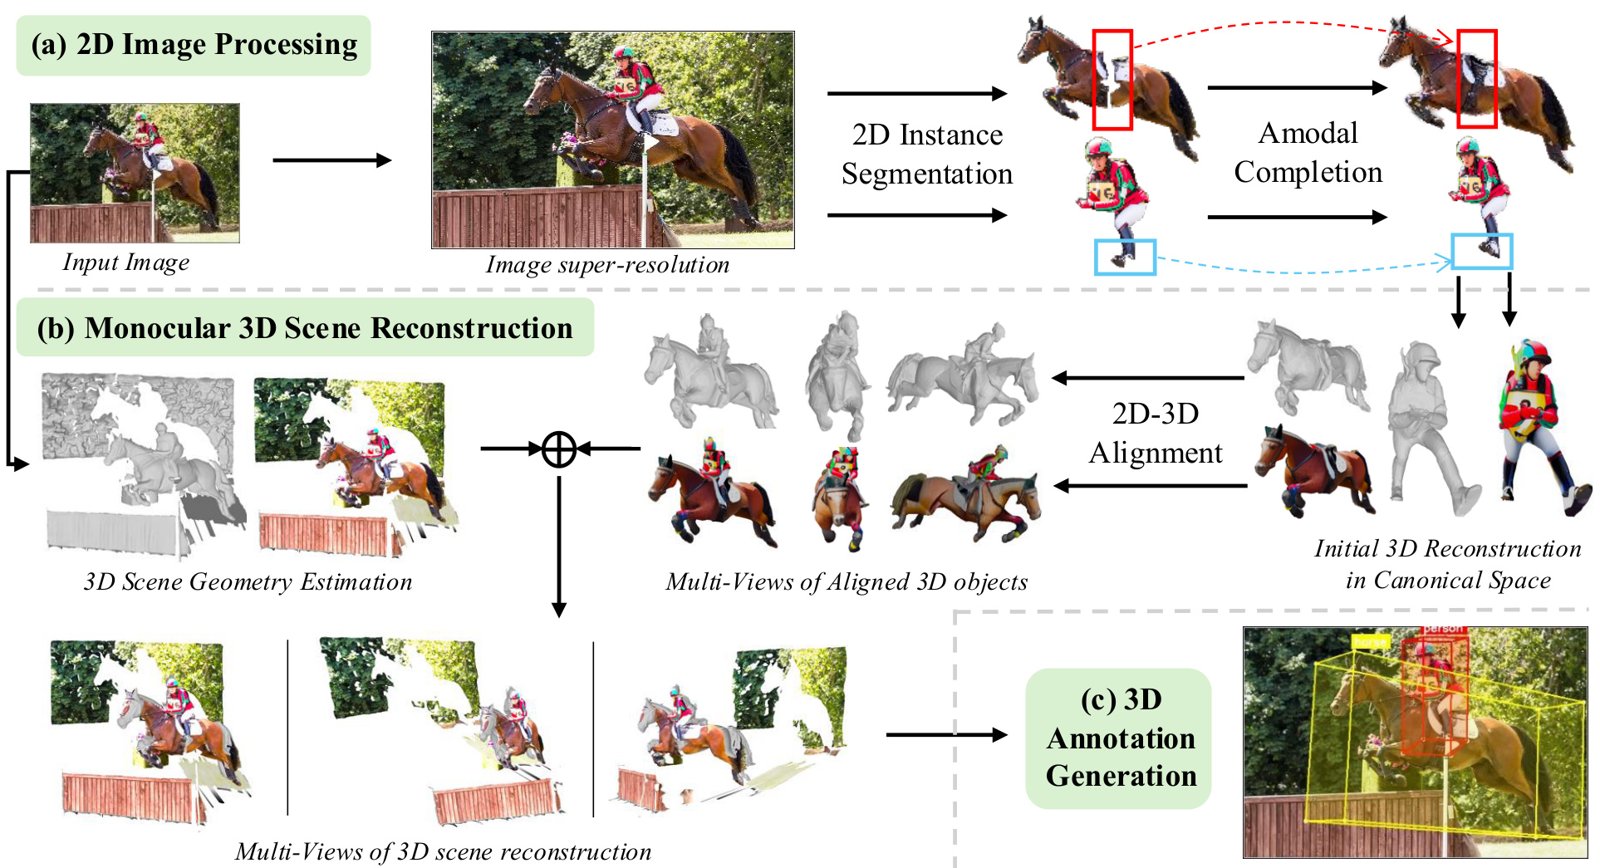 (a) 2D Image Processing
Input Image
Image super-resolution
2D Instance
Segmentation
Amodal
Completion
(b) Monocular 3D Scene Reconstruction
3D Scene Geometry Estimation
2D-3D
Alignment
Multi-Views of Aligned 3D objects
Initial 3D Reconstruction
in Canonical Space
Multi-Views of 3D scene reconstruction
(c) 3D
Annotation
Generation
horse
person